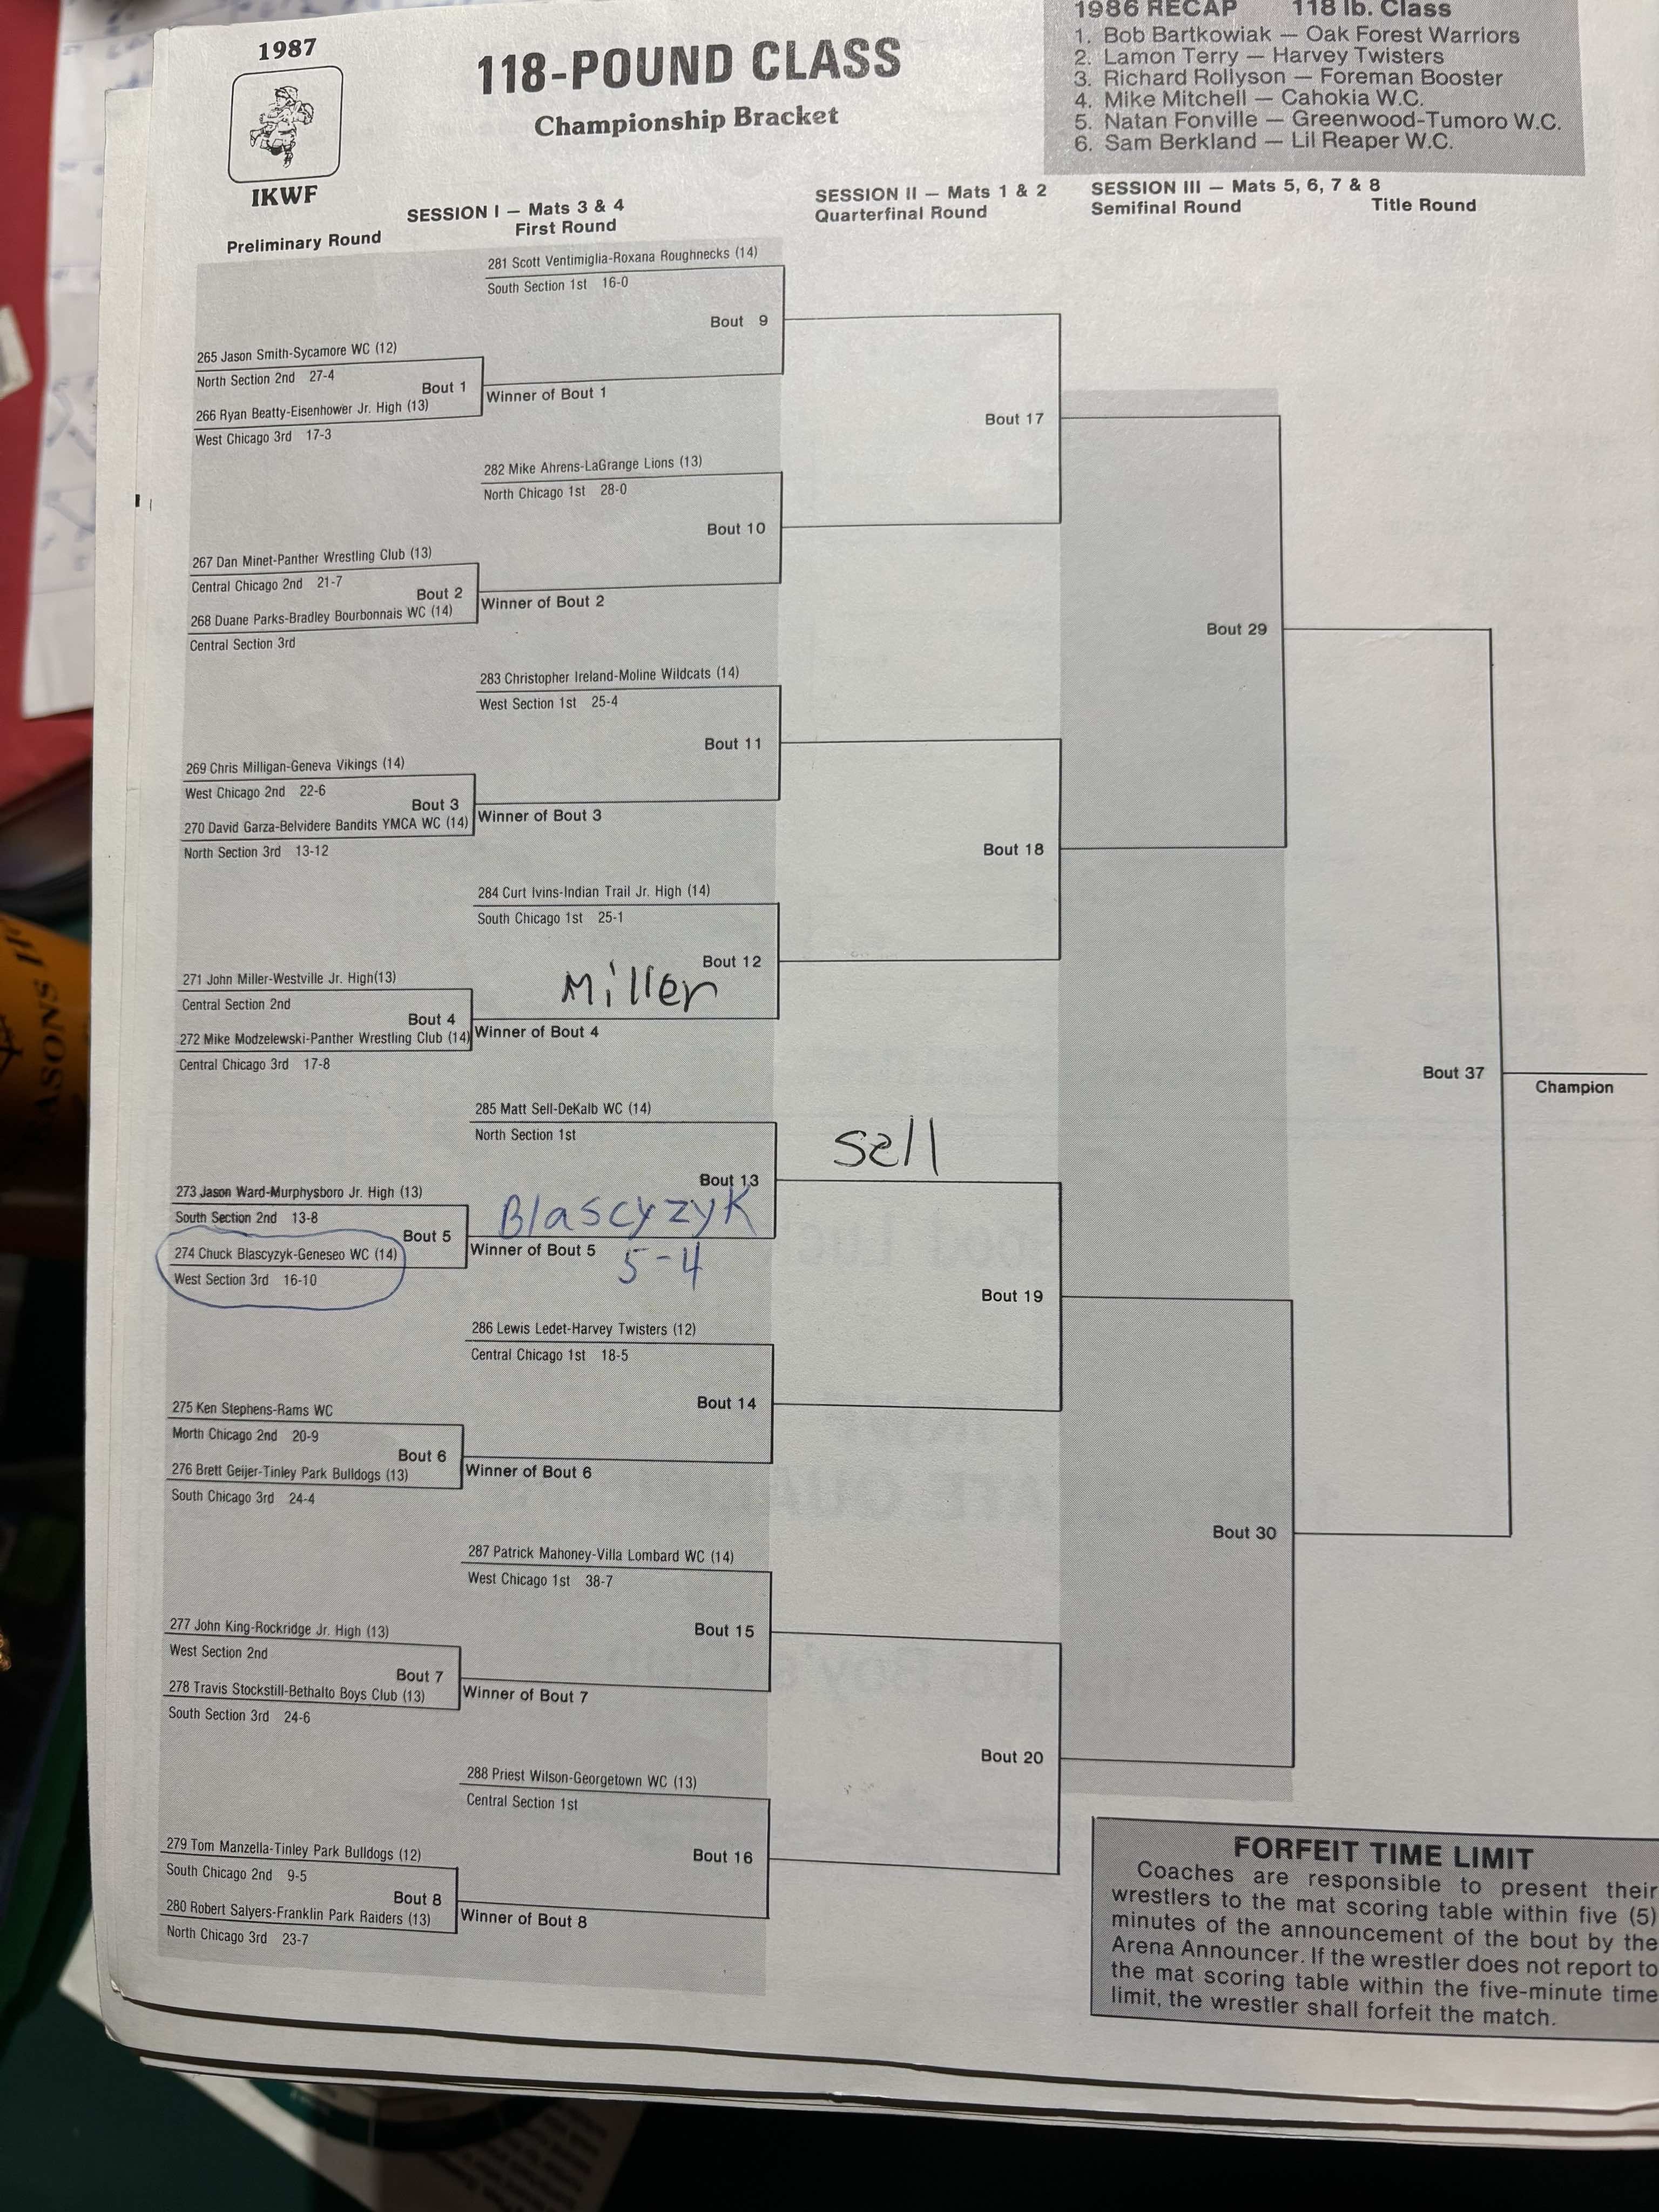 1987
IKWF
118-POUND CLASS
Championship Bracket
1986 RECAP 118 lb. Class
1. Bob Bartkowiak — Oak Forest Warriors
2. Lamon Terry — Harvey Twisters
3. Richard Rollyson — Foreman Booster
4. Mike Mitchell — Cahokia W.C.
5. Natan Fonville — Greenwood-Tumoro W.C.
6. Sam Berkland — Lil Reaper W.C.
Preliminary Round
SESSION I — Mats 3 & 4
First Round
SESSION II — Mats 1 & 2
Quarterfinal Round
SESSION III — Mats 5, 6, 7 & 8
Semifinal Round Title Round
281 Scott Ventimiglia-Roxana Roughnecks (14)
South Section 1st 16-0
Bout 9
265 Jason Smith-Sycamore WC (12)
North Section 2nd 27-4
Bout 1
266 Ryan Beatty-Eisenhower Jr. High (13)
West Chicago 3rd 17-3
Winner of Bout 1
Bout 17
282 Mike Ahrens-LaGrange Lions (13)
North Chicago 1st 28-0
Bout 10
267 Dan Minet-Panther Wrestling Club (13)
Central Chicago 2nd 21-7
Bout 2
268 Duane Parks-Bradley Bourbonnais WC (14)
Central Section 3rd
Winner of Bout 2
Bout 29
283 Christopher Ireland-Moline Wildcats (14)
West Section 1st 25-4
Bout 11
269 Chris Milligan-Geneva Vikings (14)
West Chicago 2nd 22-6
Bout 3
270 David Garza-Belvidere Bandits YMCA WC (14)
North Section 3rd 13-12
Winner of Bout 3
Bout 18
284 Curt Ivins-Indian Trail Jr. High (14)
South Chicago 1st 25-1
Bout 12
271 John Miller-Westville Jr. High(13)
Central Section 2nd
Bout 4
272 Mike Modzelewski-Panther Wrestling Club (14)
Central Chicago 3rd 17-8
Miller
Winner of Bout 4
Bout 37
Champion
285 Matt Sell-DeKalb WC (14)
North Section 1st
Bout 13
Sell
273 Jason Ward-Murphysboro Jr. High (13)
South Section 2nd 13-8
Bout 5
274 Chuck Blascyzyk-Geneseo WC (14)
West Section 3rd 16-10
Blascyzyk
Winner of Bout 5
5-4
Bout 19
286 Lewis Ledet-Harvey Twisters (12)
Central Chicago 1st 18-5
Bout 14
275 Ken Stephens-Rams WC
Morth Chicago 2nd 20-9
Bout 6
276 Brett Geijer-Tinley Park Bulldogs (13)
South Chicago 3rd 24-4
Winner of Bout 6
Bout 30
287 Patrick Mahoney-Villa Lombard WC (14)
West Chicago 1st 38-7
Bout 15
277 John King-Rockridge Jr. High (13)
West Section 2nd
Bout 7
278 Travis Stockstill-Bethalto Boys Club (13)
South Section 3rd 24-6
Winner of Bout 7
Bout 20
288 Priest Wilson-Georgetown WC (13)
Central Section 1st
Bout 16
279 Tom Manzella-Tinley Park Bulldogs (12)
South Chicago 2nd 9-5
Bout 8
280 Robert Salyers-Franklin Park Raiders (13)
North Chicago 3rd 23-7
Winner of Bout 8
FORFEIT TIME LIMIT
Coaches are responsible to present their
wrestlers to the mat scoring table within five (5)
minutes of the announcement of the bout by the
Arena Announcer. If the wrestler does not report to
the mat scoring table within the five-minute time
limit, the wrestler shall forfeit the match.